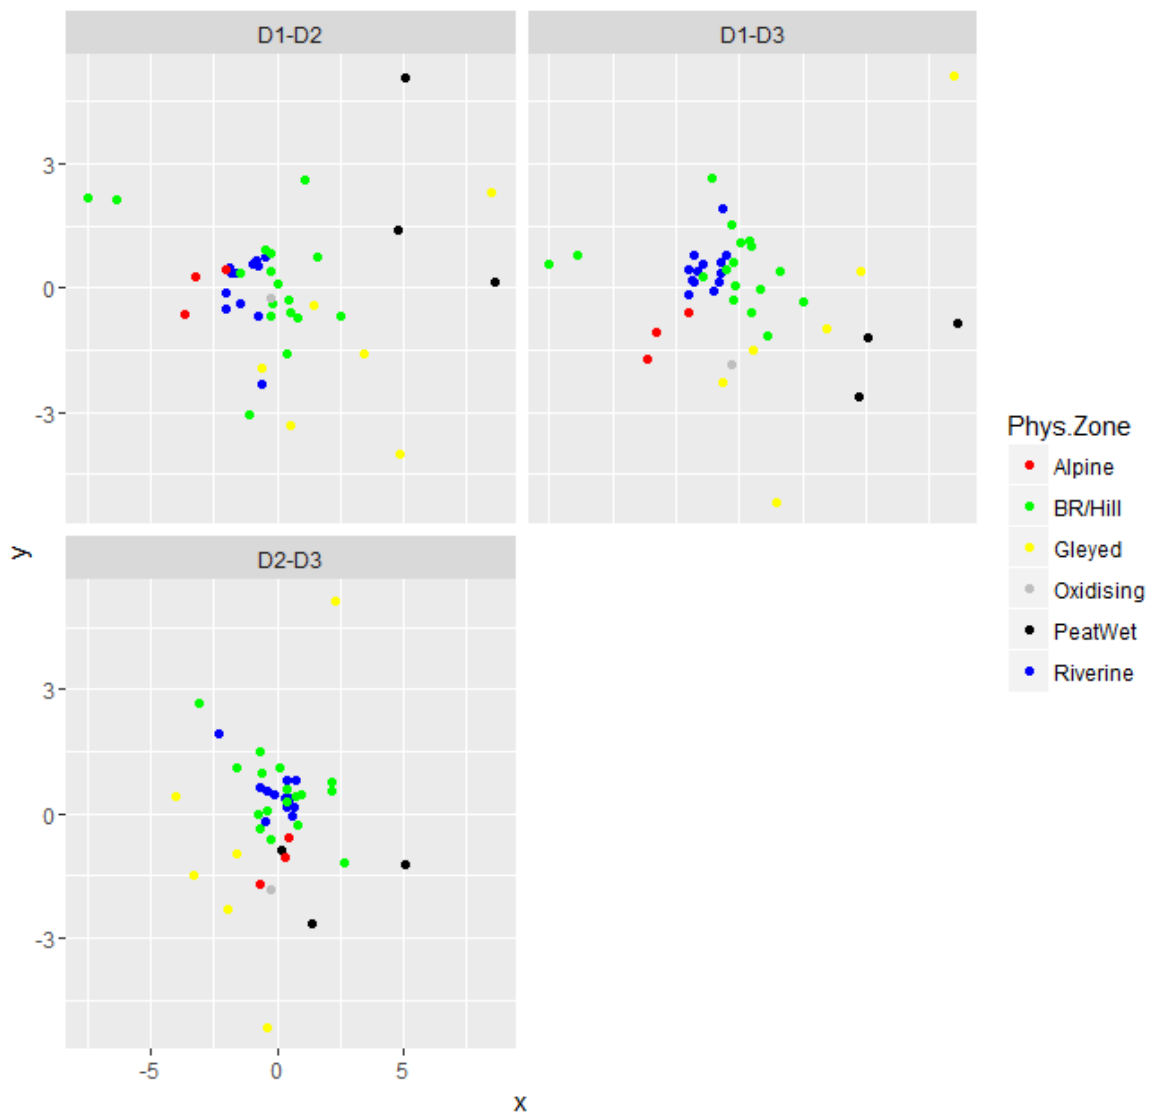 D1-D2
D1-D3
3
0
-3
D2-D3
3
0
-3
-5 0 5
x
y
Phys.Zone
Alpine
BR/Hill
Gleyed
Oxidising
PeatWet
Riverine